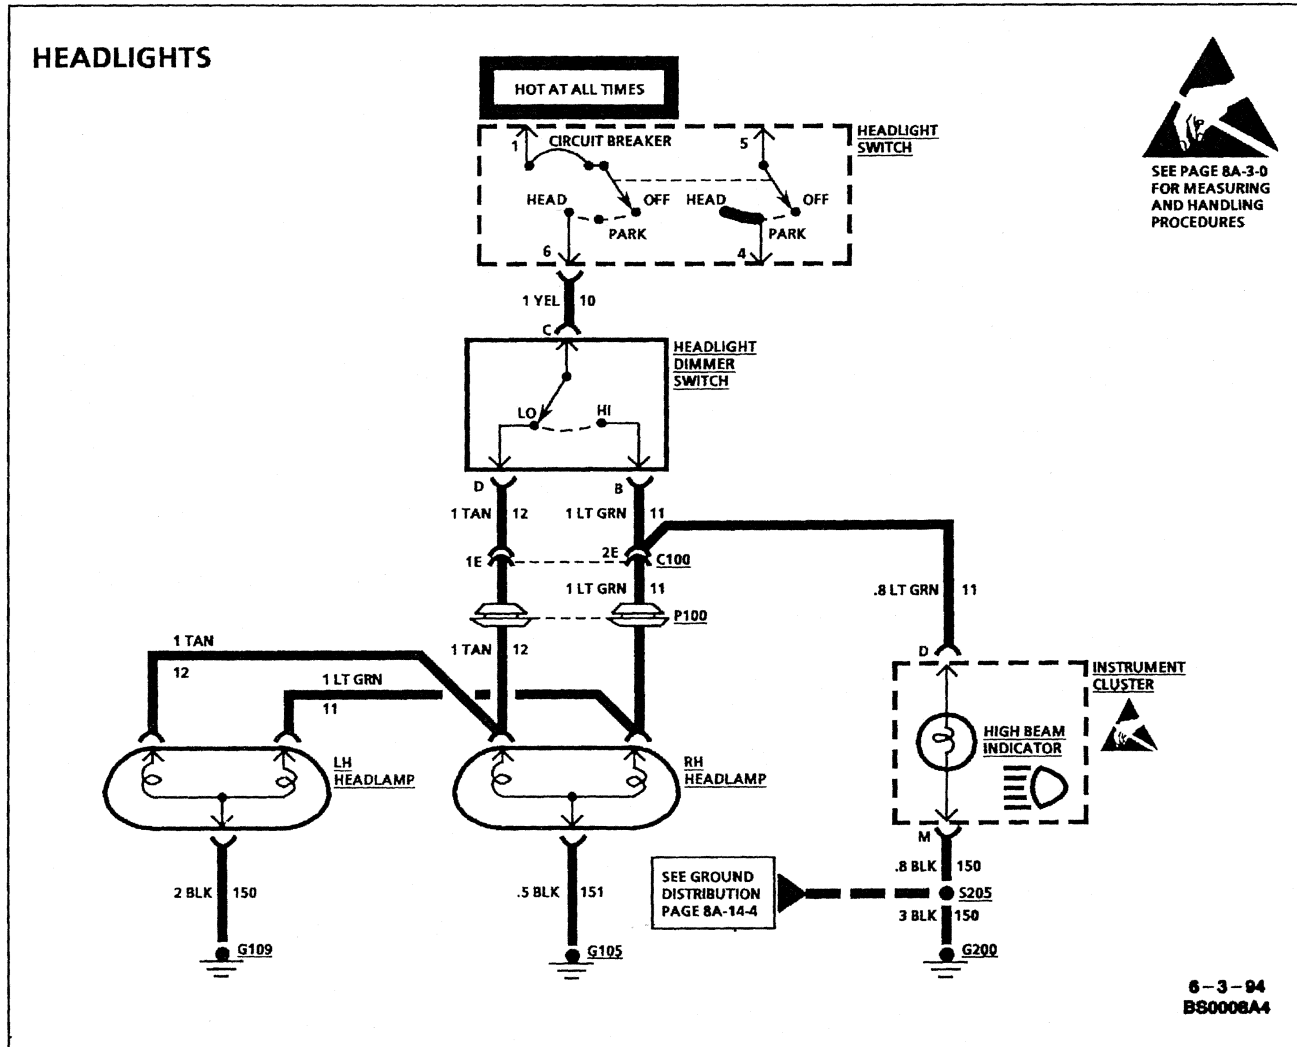 HEADLIGHTS
HOT AT ALL TIMES
HEADLIGHT
SWITCH
1
CIRCUIT BREAKER
5
HEAD
OFF
PARK
HEAD
OFF
PARK
6
4
SEE PAGE 8A-3-0
FOR MEASURING
AND HANDLING
PROCEDURES
1 YEL
10
C
HEADLIGHT
DIMMER
SWITCH
LO
HI
D
B
1 TAN
12
1 LT GRN
11
1E
2E
C100
1 LT GRN
11
.8 LT GRN
11
P100
1 TAN
12
1 TAN
12
1 LT GRN
11
D
INSTRUMENT
CLUSTER
LH
HEADLAMP
RH
HEADLAMP
HIGH BEAM
INDICATOR
M
2 BLK
150
.5 BLK
151
SEE GROUND
DISTRIBUTION
PAGE 8A-14-4
.8 BLK
150
S205
3 BLK
150
G109
G105
G200
6-3-94
BS0008A4